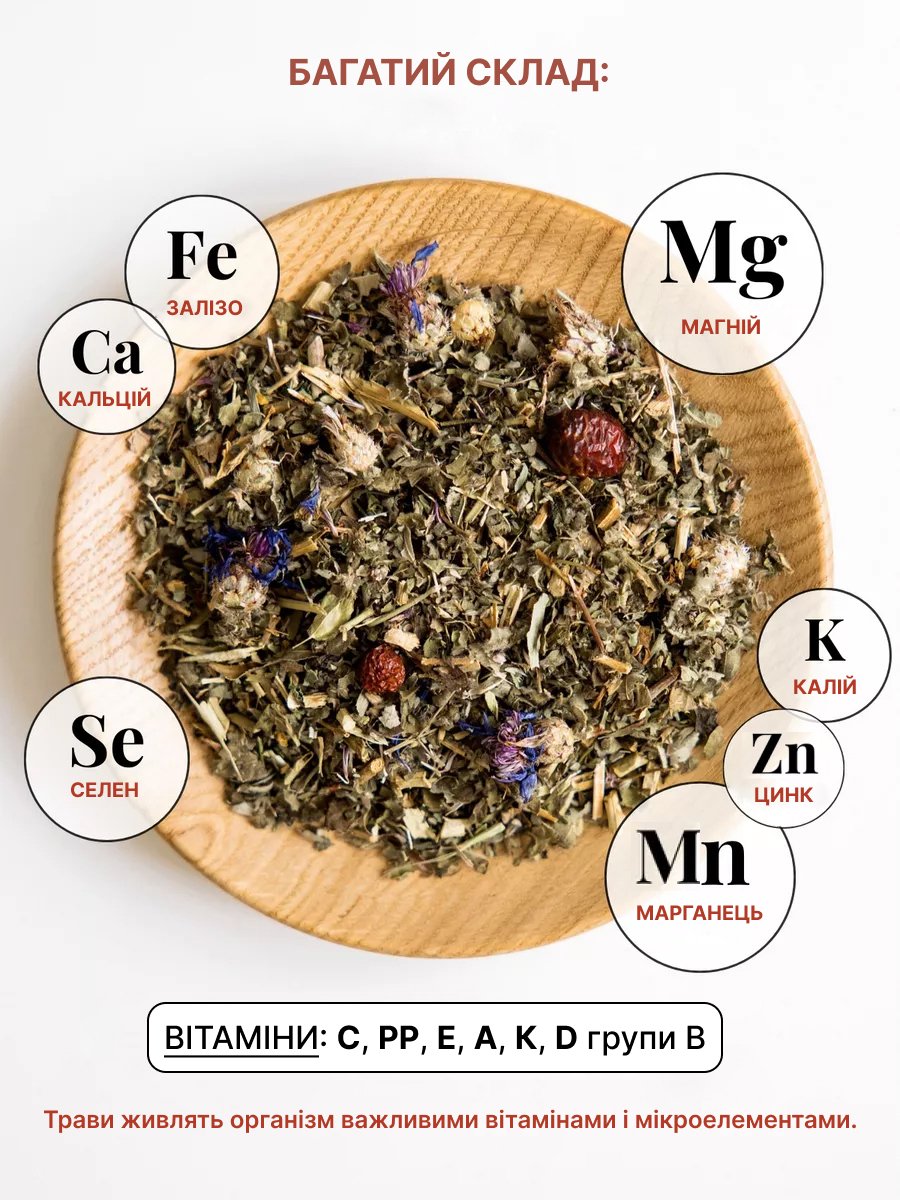 БАГАТИЙ СКЛАД:
Fe
ЗАЛІЗО
Mg
МАГНІЙ
Ca
КАЛЬЦІЙ
K
КАЛІЙ
Se
СЕЛЕН
Zn
ЦИНК
Mn
МАРГАНЕЦЬ
ВІТАМІНИ: C, PP, E, A, K, D групи B
Трави живлять організм важливими вітамінами і мікроелементами.